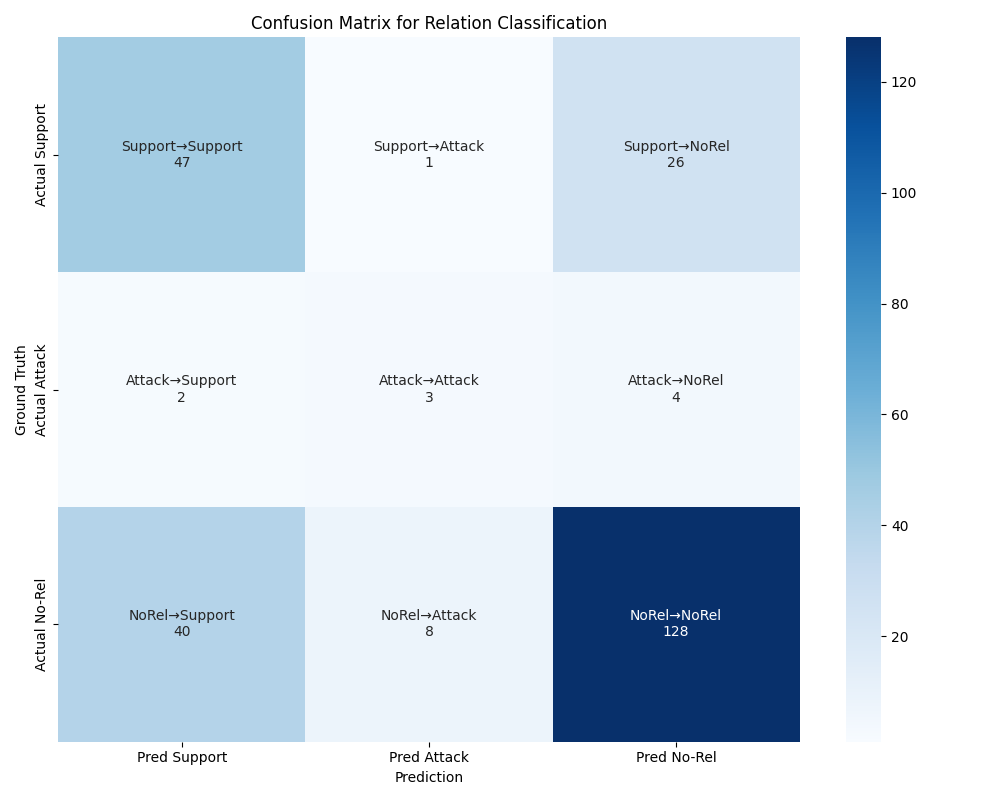 Confusion Matrix for Relation Classification
Ground Truth
Actual Support
Support→Support
47
Support→Attack
1
Support→NoRel
26
Actual Attack
Attack→Support
2
Attack→Attack
3
Attack→NoRel
4
Actual No-Rel
NoRel→Support
40
NoRel→Attack
8
NoRel→NoRel
128
Pred Support
Pred Attack
Pred No-Rel
Prediction
120
100
80
60
40
20